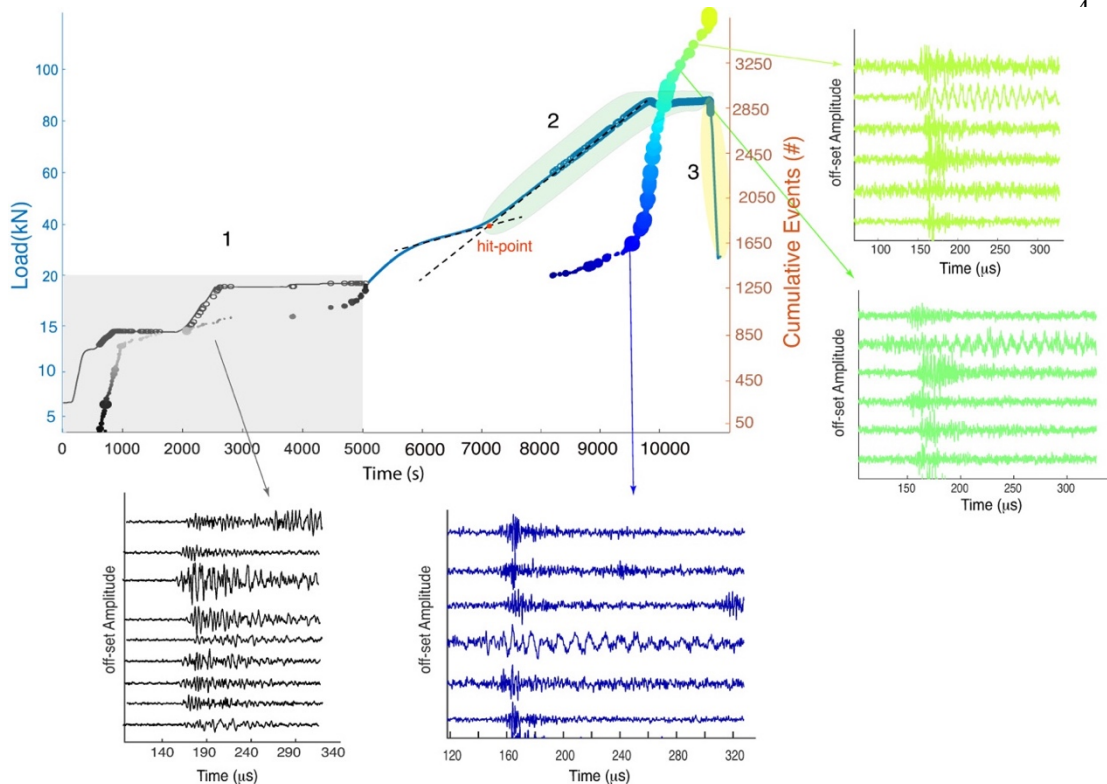 4
100
80
60
40
20
15
10
5
Load(kN)
1
2
3
hit-point
3250
2850
2450
2050
1650
1250
850
450
50
Cumulative Events (#)
0 1000 2000 3000 4000 5000 6000 7000 8000 9000 10000
Time (s)
off-set Amplitude
100 150 200 250 300
Time (μs)
off-set Amplitude
150 200 250 300
Time (μs)
off-set Amplitude
140 190 240 290 340
Time (μs)
off-set Amplitude
120 160 200 240 280 320
Time (μs)